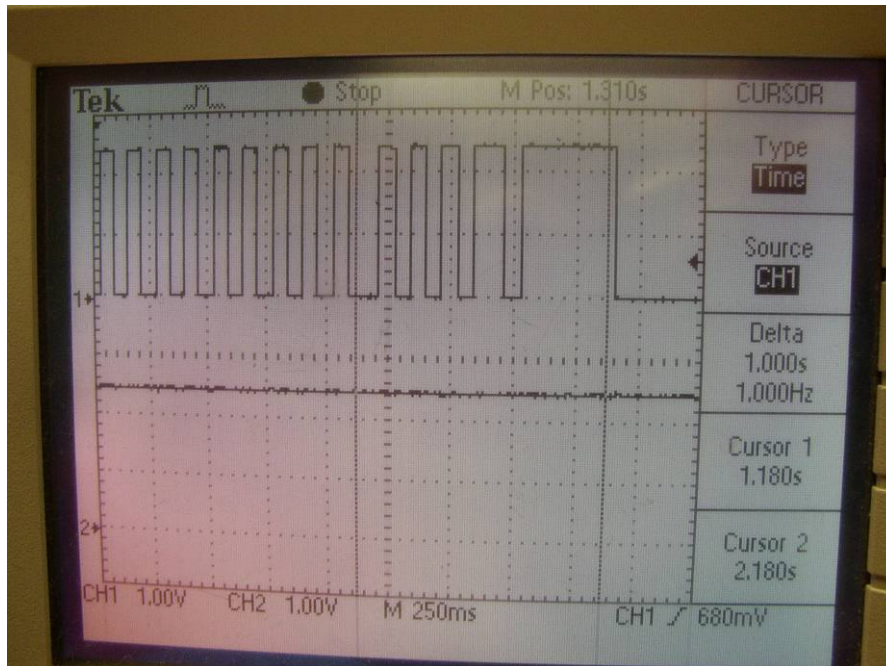 Tek Stop M Pos: 1.310s CURSOR
Type
Time
Source
CH1
1
Delta
1.000s
1.000Hz
Cursor 1
1.180s
2
Cursor 2
2.180s
CH1 1.00V CH2 1.00V M 250ms CH1 680mV